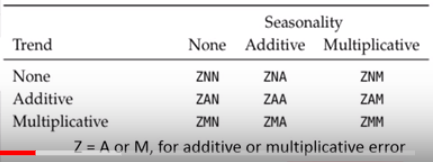 Seasonality
Trend None Additive Multiplicative
None ZNN ZNA ZNM
Additive ZAN ZAA ZAM
Multiplicative ZMN ZMA ZMM
Z = A or M, for additive or multiplicative error